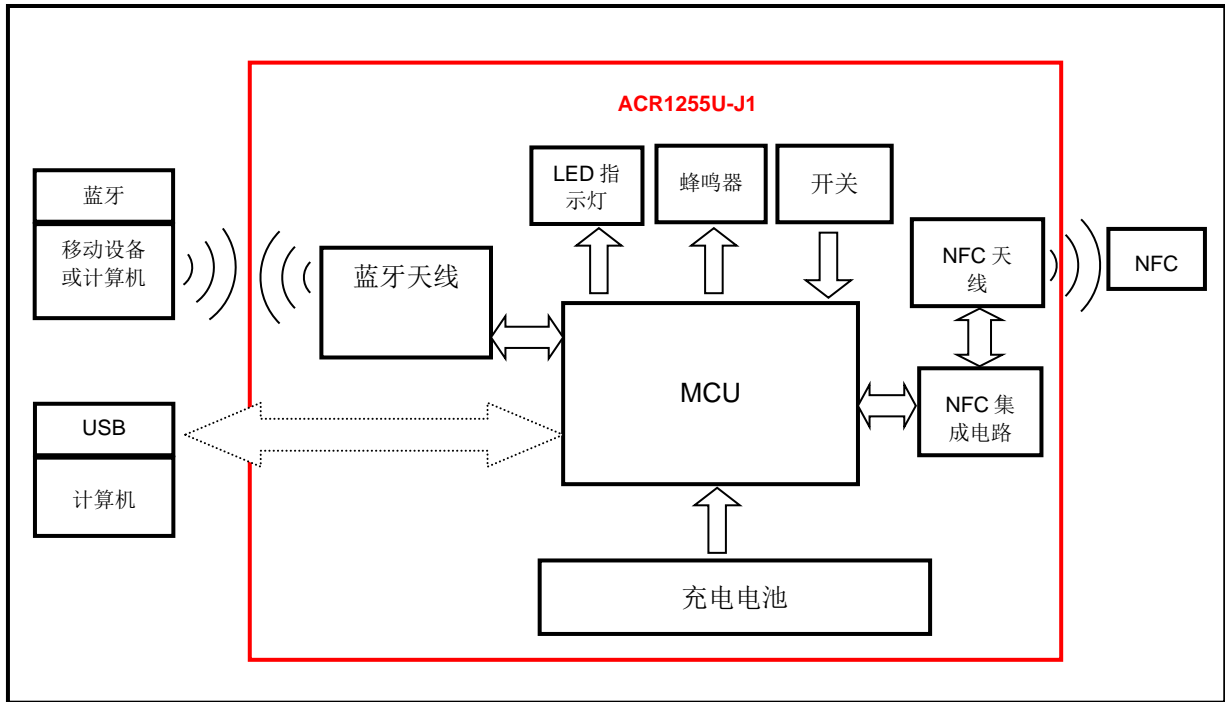 ACR1255U-J1
LED 指
示灯
蜂鸣器
开关
蓝牙
移动设备
或计算机
蓝牙天线
NFC 天
线
NFC
MCU
NFC 集
成电路
USB
计算机
充电电池